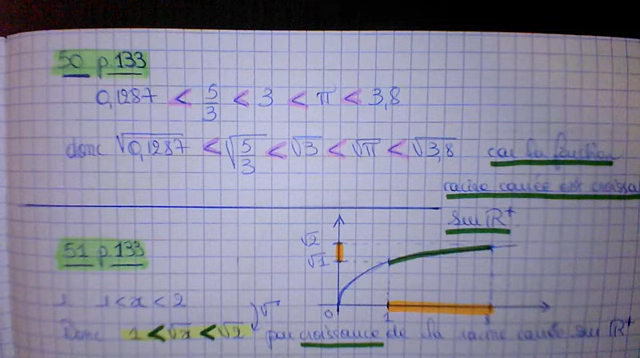 50 p 133
0,1287 < 5/3 < 3 < π < 3,8
donc √0,1287 < √5/3 < √3 < √π < √3,8 car la fonction
racine carrée est croissa
sur ℝ⁺
51 p 133
√2
√1
0 1
1 < x < 2
√
Donc 1 < √x < √2 par croissance de la racine carrée sur ℝ⁺